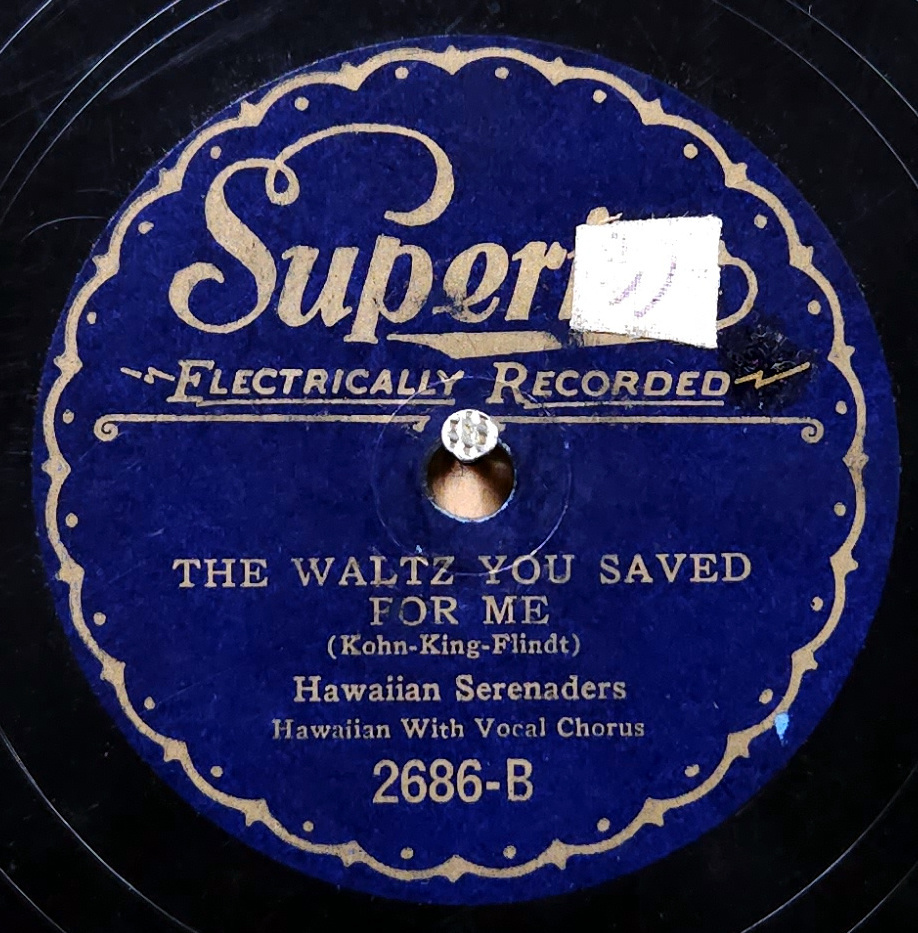 Super
ELECTRICALLY RECORDED
THE WALTZ YOU SAVED
FOR ME
(Kohn-King-Flindt)
Hawaiian Serenaders
Hawaiian With Vocal Chorus
2686-B